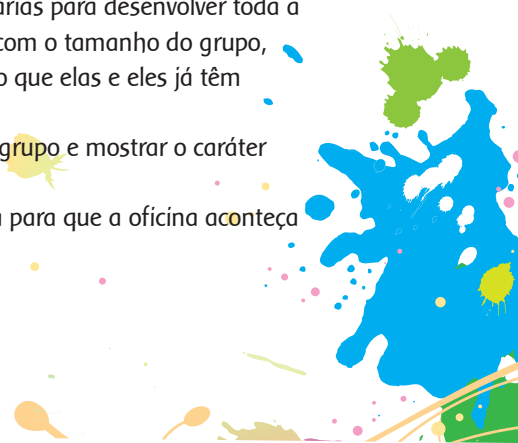 árias para desenvolver toda a
com o tamanho do grupo,
o que elas e eles já têm
grupo e mostrar o caráter
para que a oficina aconteça